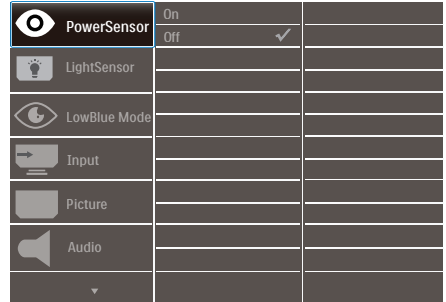 PowerSensor
On
Off
LightSensor
LowBlue Mode
Input
Picture
Audio